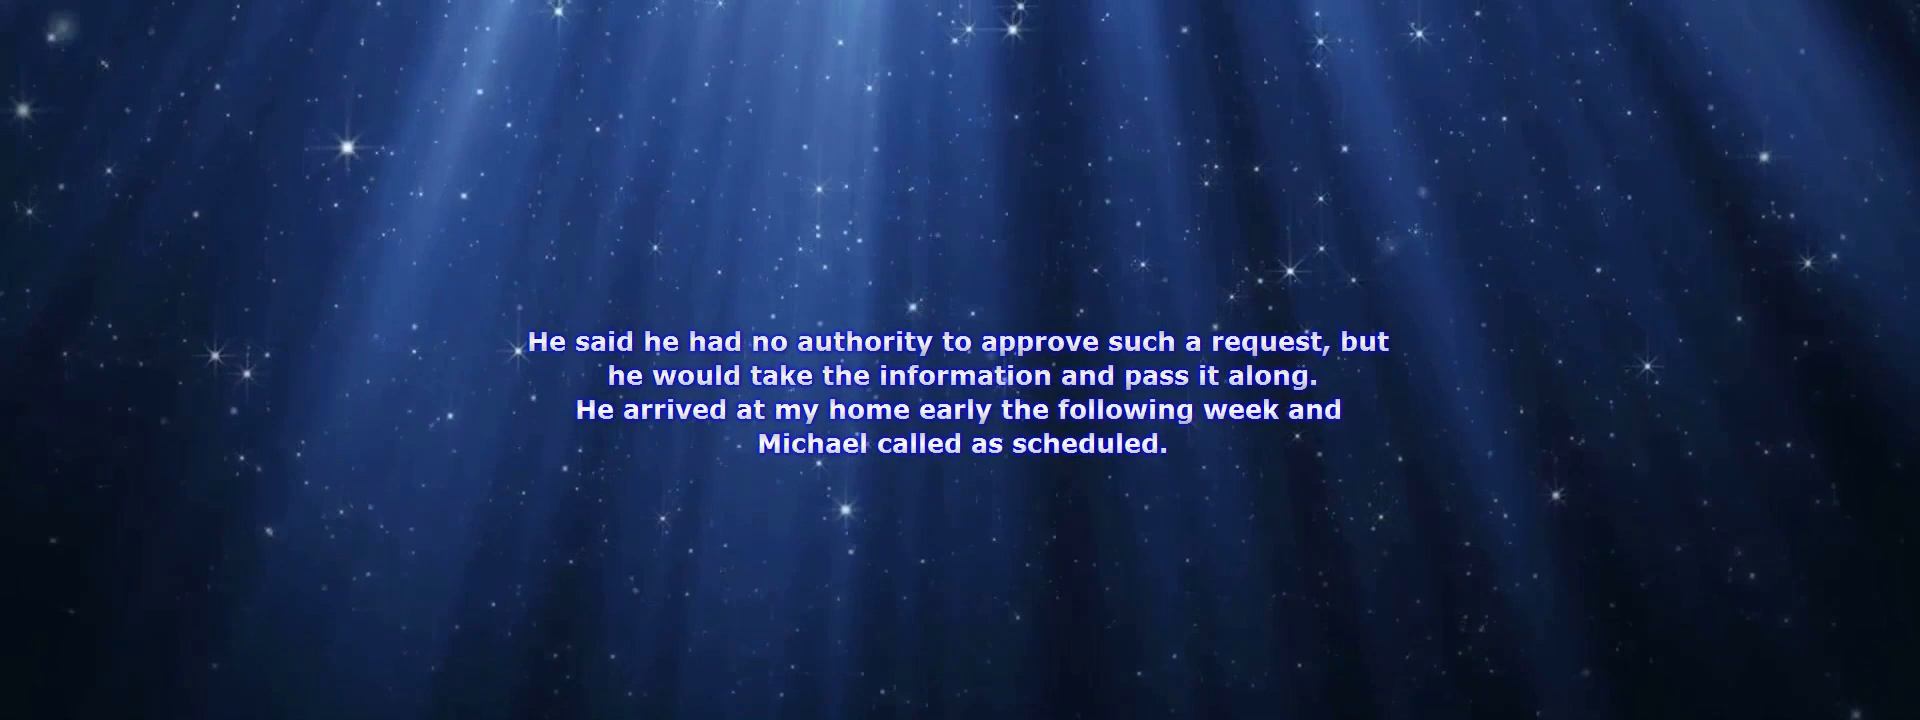 He said he had no authority to approve such a request, but
he would take the information and pass it along.
He arrived at my home early the following week and
Michael called as scheduled.